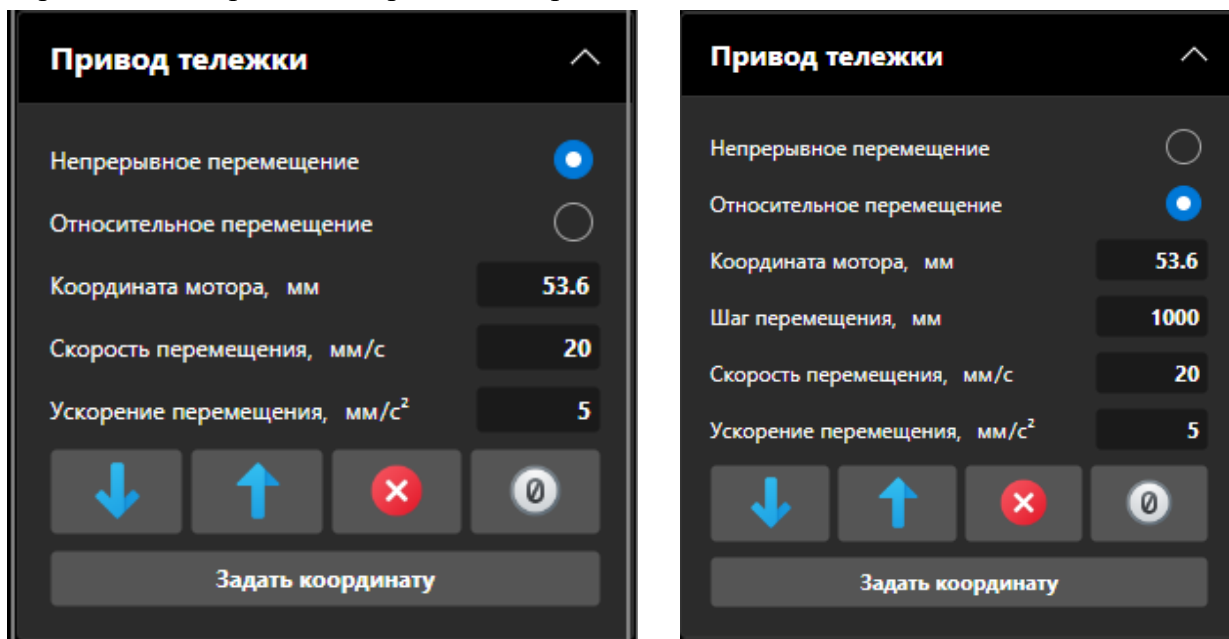 Привод тележки
Непрерывное перемещение
Относительное перемещение
Координата мотора, мм 53.6
Скорость перемещения, мм/с 20
Ускорение перемещения, мм/с² 5
0
Задать координату
Привод тележки
Непрерывное перемещение
Относительное перемещение
Координата мотора, мм 53.6
Шаг перемещения, мм 1000
Скорость перемещения, мм/с 20
Ускорение перемещения, мм/с² 5
0
Задать координату